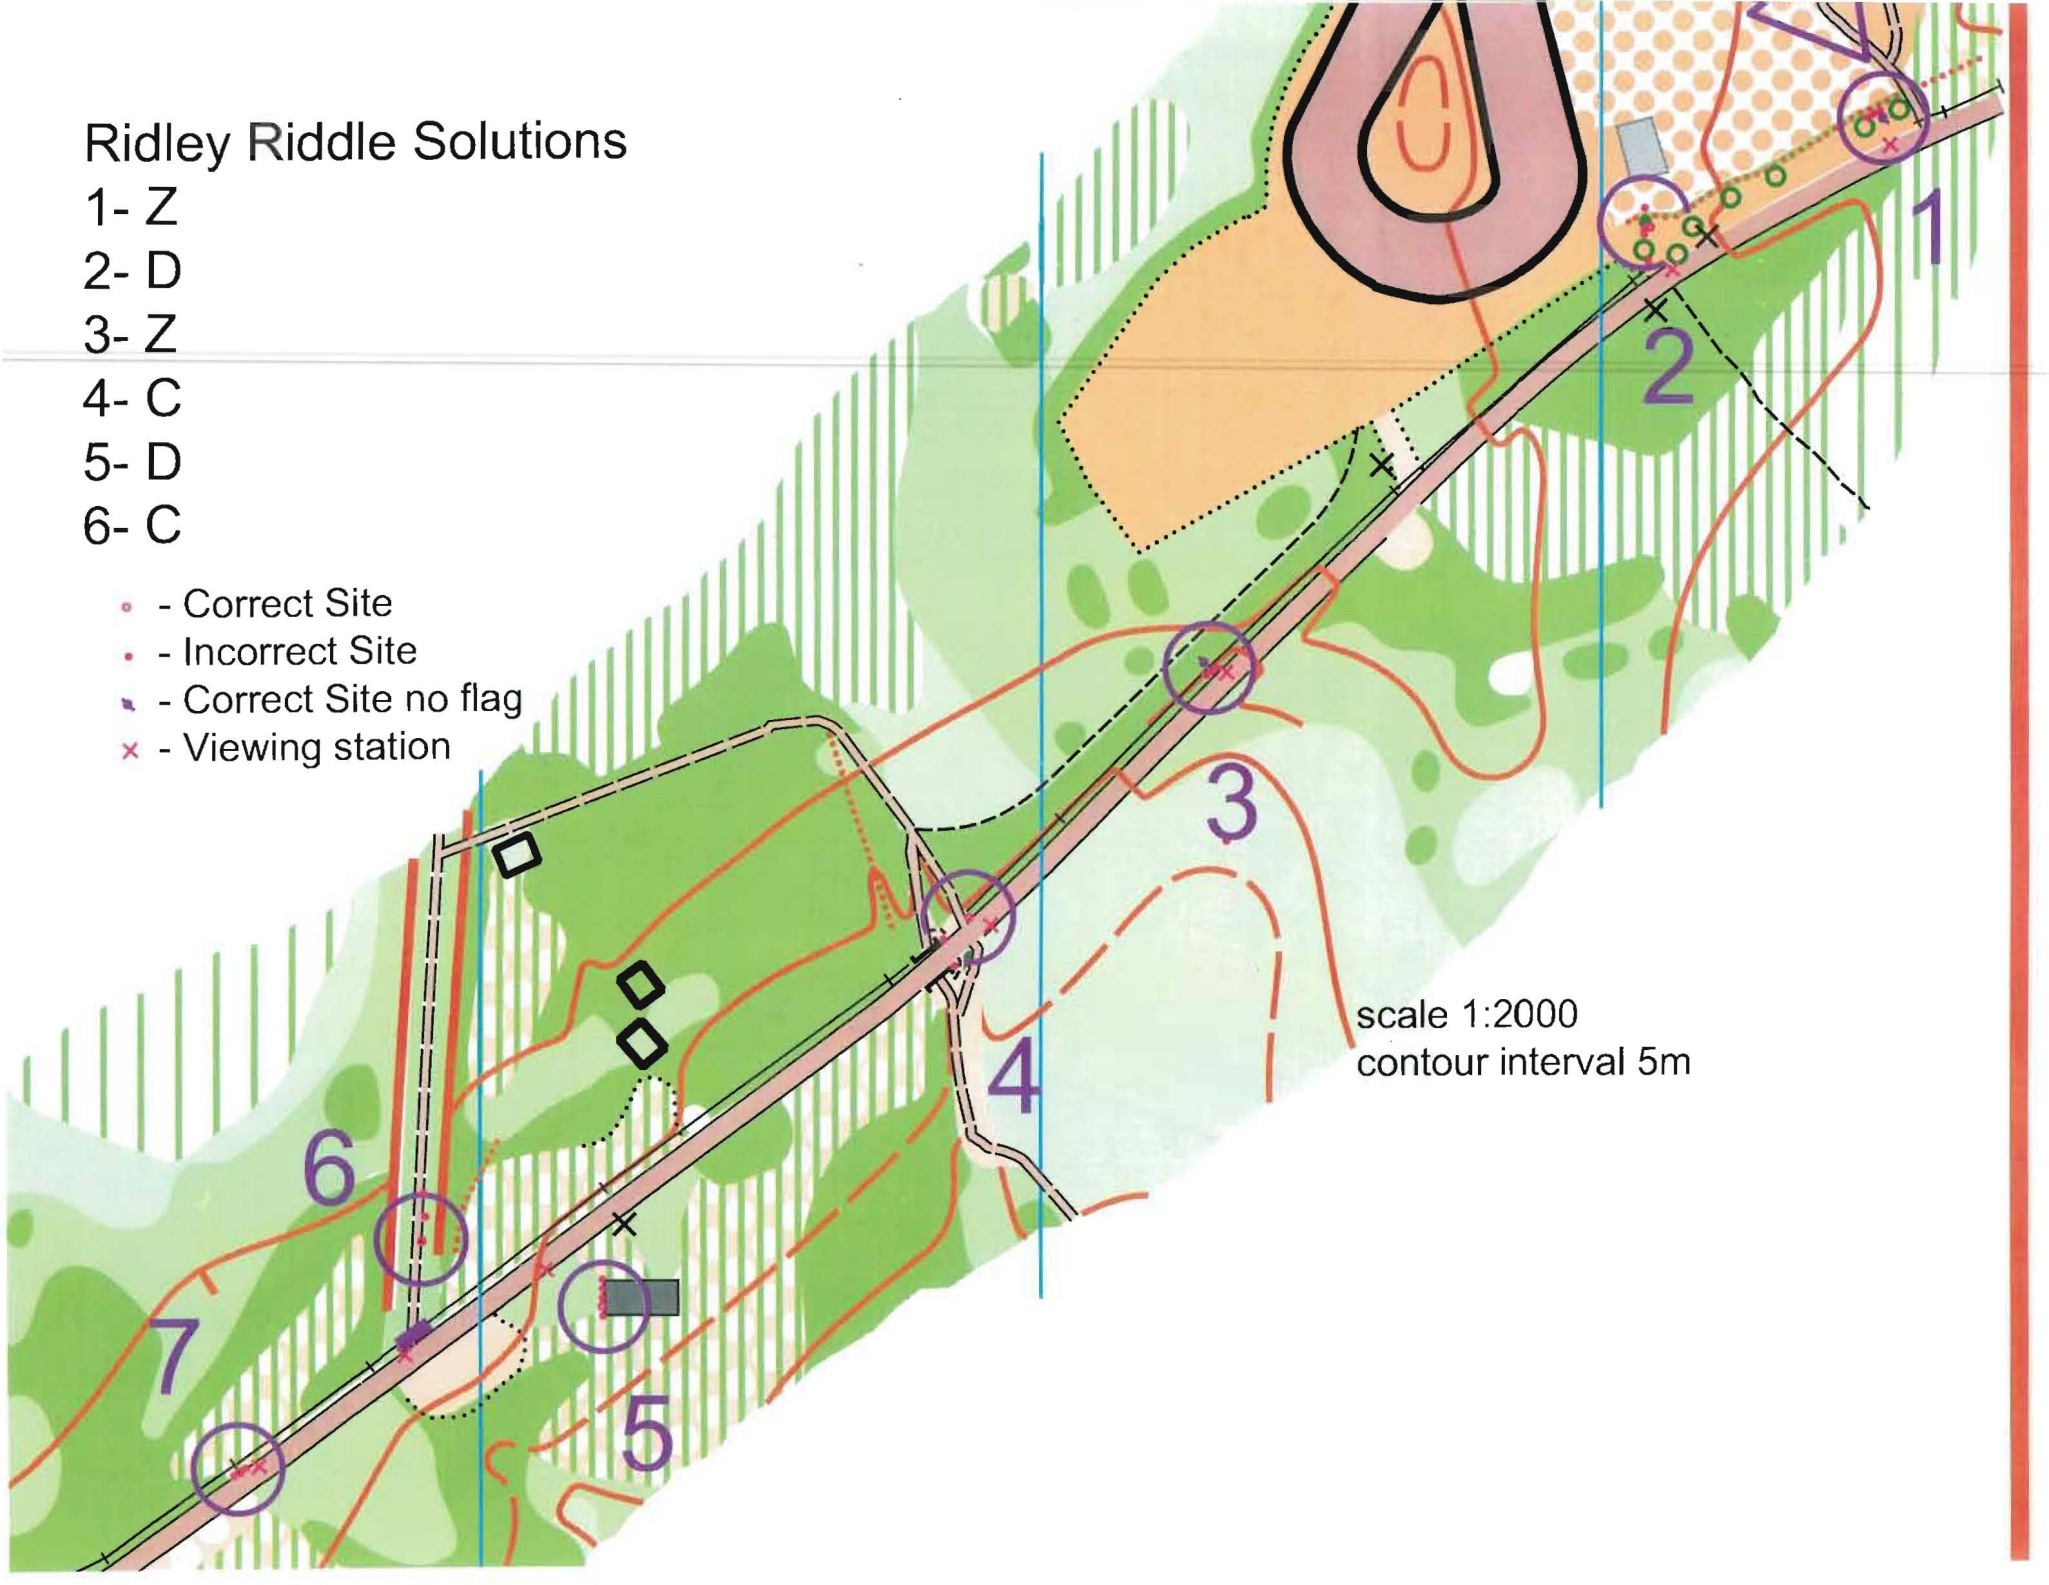 Ridley Riddle Solutions
1- Z
2- D
3- Z
4- C
5- D
6- C
- Correct Site
- Incorrect Site
- Correct Site no flag
- Viewing station
1
2
3
scale 1:2000
contour interval 5m
4
6
7
5